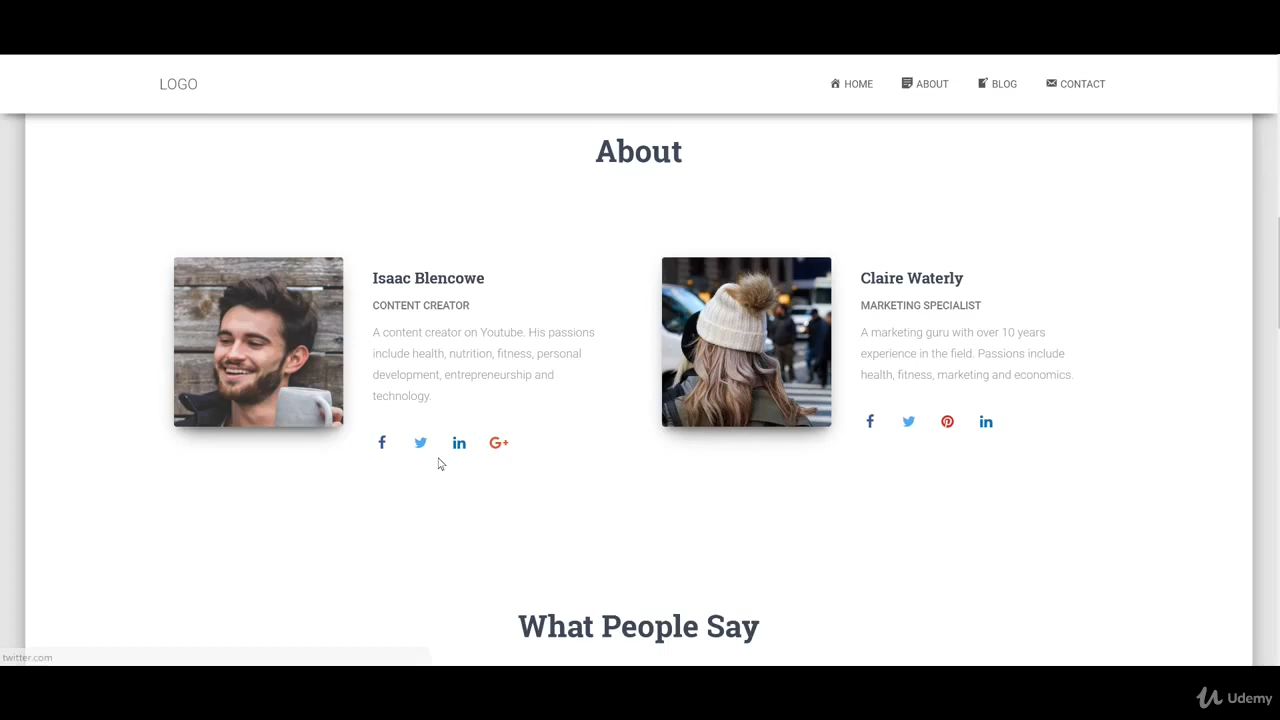 LOGO
HOME
ABOUT
BLOG
CONTACT
About
Isaac Blencowe
CONTENT CREATOR
A content creator on Youtube. His passions
include health, nutrition, fitness, personal
development, entrepreneurship and
technology.
Claire Waterly
MARKETING SPECIALIST
A marketing guru with over 10 years
experience in the field. Passions include
health, fitness, marketing and economics.
What People Say
twitter.com
Udemy